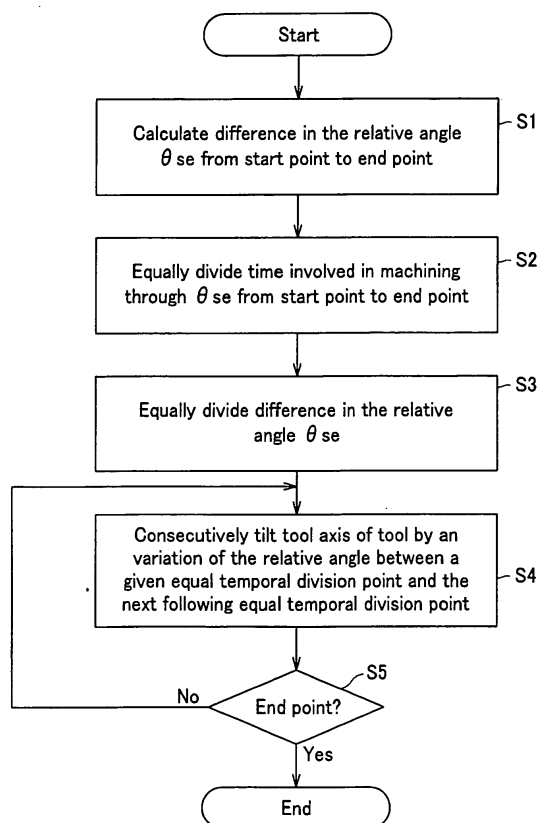 Start
Calculate difference in the relative angle
θ se from start point to end point
S1
Equally divide time involved in machining
through θ se from start point to end point
S2
Equally divide difference in the relative
angle θ se
S3
Consecutively tilt tool axis of tool by an
variation of the relative angle between a
given equal temporal division point and the
next following equal temporal division point
S4
S5
End point?
No
Yes
End